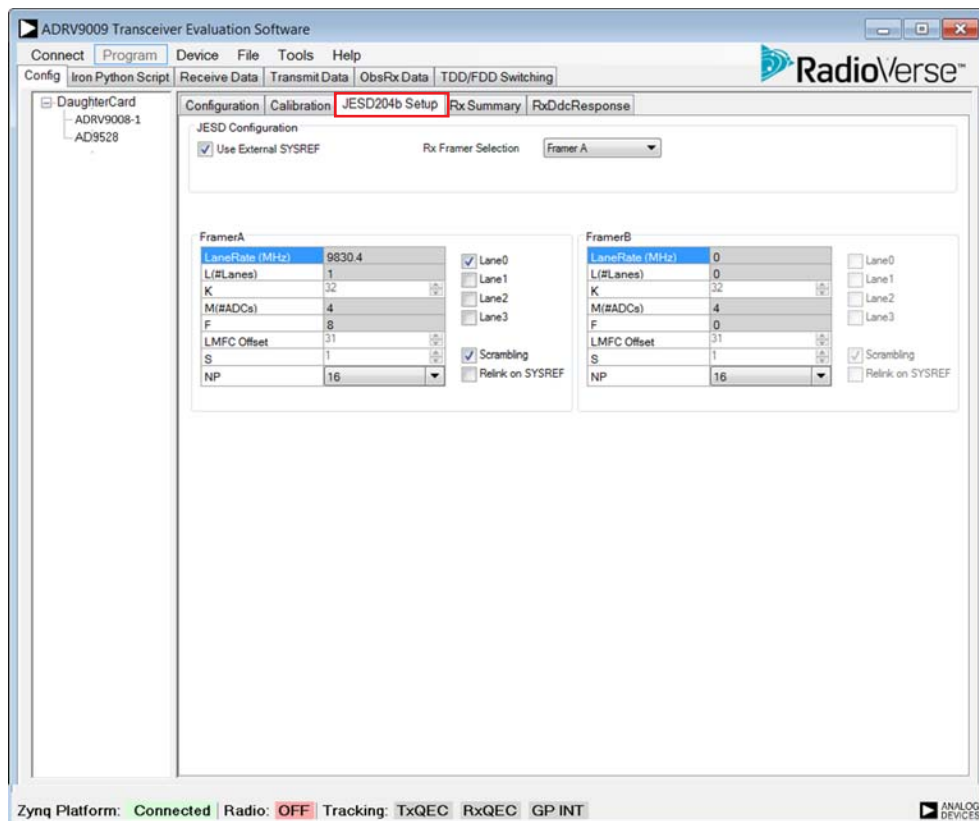 ADRV9009 Transceiver Evaluation Software
Connect Program Device File Tools Help
RadioVerse™
Config Iron Python Script Receive Data Transmit Data ObsRx Data TDD/FDD Switching
DaughterCard
ADRV9008-1
AD9528
Configuration Calibration JESD204b Setup Rx Summary RxDdcResponse
JESD Configuration
Use External SYSREF Rx Framer Selection Framer A
FramerA
LaneRate (MHz) 9830.4 Lane0
L(#Lanes) 1 Lane1
K 32
M(#ADCs) 4 Lane2
F 8 Lane3
LMFC Offset 31
S 1 Scrambling
NP 16 Relink on SYSREF
FramerB
LaneRate (MHz) 0 Lane0
L(#Lanes) 0 Lane1
K 32
M(#ADCs) 4 Lane2
F 0 Lane3
LMFC Offset 31
S 1 Scrambling
NP 16 Relink on SYSREF
Zynq Platform: Connected Radio: OFF Tracking: TxQEC RxQEC GP INT
ANALOG
DEVICES